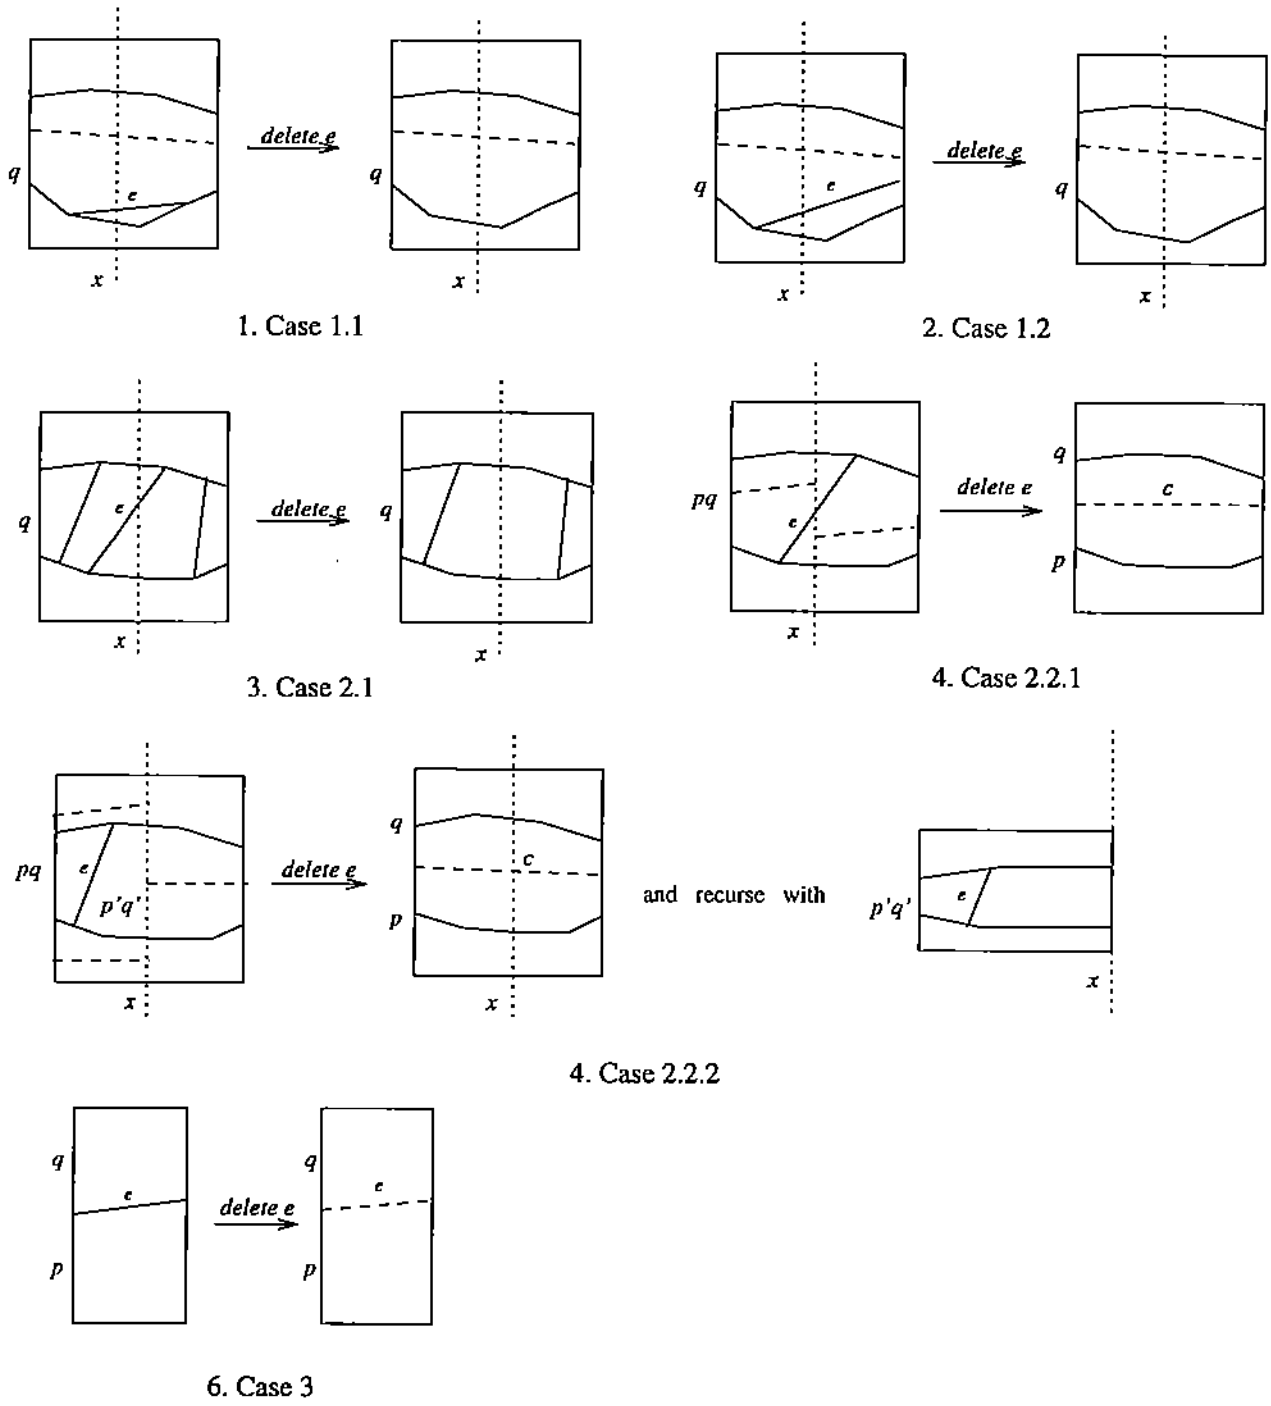 delete e
delete e
q
e
q
q
e
q
x
x
x
x
1. Case 1.1
2. Case 1.2
q
e
delete e
q
pq
e
delete e
q
c
p
x
x
x
3. Case 2.1
4. Case 2.2.1
pq
e
p'q'
delete e
q
c
p
and recurse with
p'q'
e
x
x
x
4. Case 2.2.2
q
e
p
delete e
q
e
p
6. Case 3